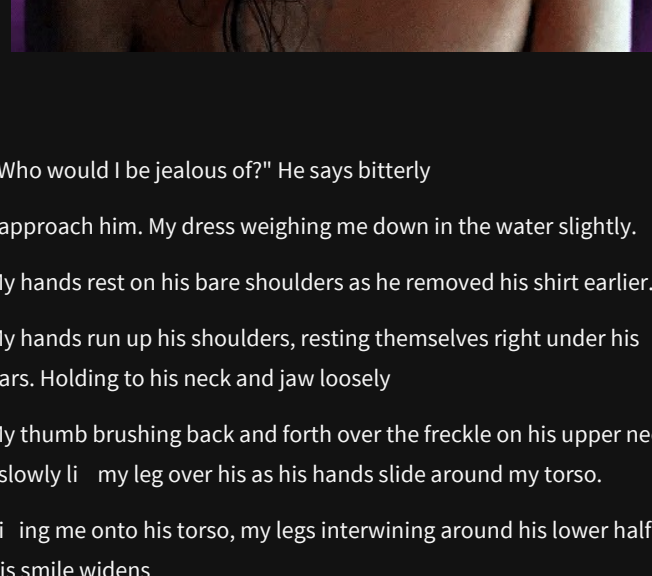 Who would I be jealous of?" He says bitterly
approach him. My dress weighing me down in the water slightly.
My hands rest on his bare shoulders as he removed his shirt earlier.
My hands run up his shoulders, resting themselves right under his
ars. Holding to his neck and jaw loosely
My thumb brushing back and forth over the freckle on his upper ne
slowly li my leg over his as his hands slide around my torso.
i ing me onto his torso, my legs interwining around his lower half
is smile widens